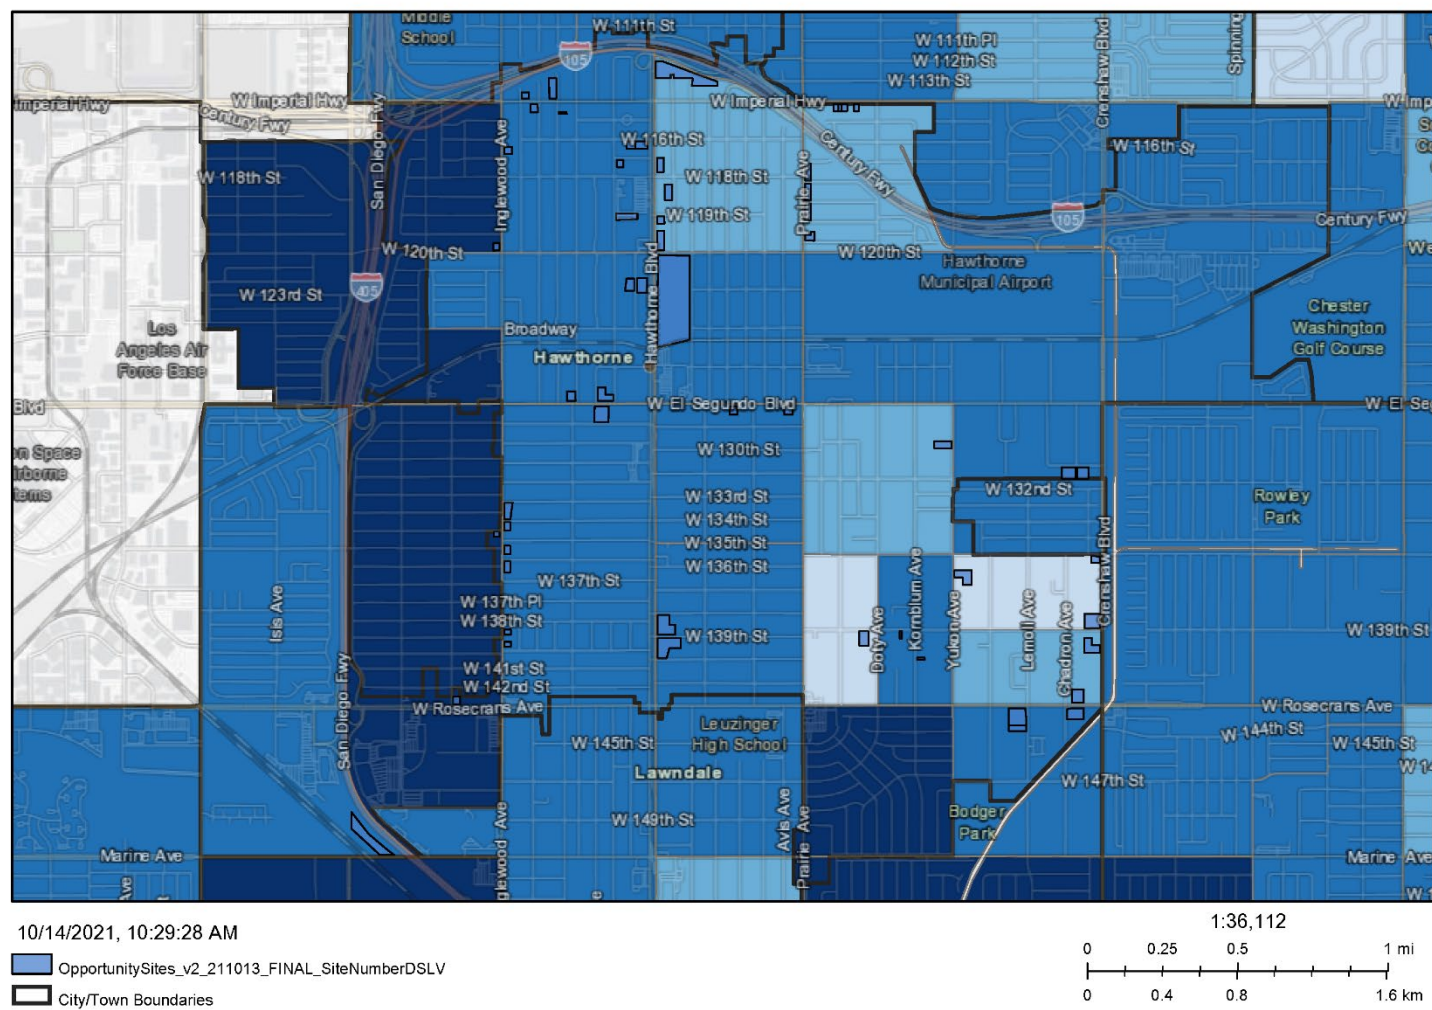 Middle
School
W 111th St
105
W 111th Pl
W 112th St
W 113th St
Crenshaw Blvd
Spinning
Imperial Hwy
W Imperial Hwy
Century Fwy
San Diego Fwy
Inglewood Ave
W Imperial Hwy
W 116th St
Century Fwy
W 116th St
W 118th St
W 118th St
Prairie Ave
W 119th St
105
Century Fwy
W 120th St
Hawthorne Blvd
W 120th St
Hawthorne
Municipal Airport
405
W 123rd St
Los
Angeles Air
Force Base
Broadway
Hawthorne
Chester
Washington
Golf Course
Blvd
W El Segundo Blvd
W El Seg
W 130th St
W 132nd St
W 133rd St
W 134th St
W 135th St
W 136th St
Rowley
Park
Crenshaw Blvd
Isis Ave
W 137th St
W 137th Pl
W 138th St
W 139th St
Doty Ave
Kornblum Ave
Yukon Ave
Lemoli Ave
Chadron Ave
W 139th St
W 141st St
W 142nd St
W Rosecrans Ave
San Diego Fwy
W Rosecrans Ave
W 145th St
Leuzinger
High School
W 144th St
W 145th St
Lawndale
W 147th St
W 149th St
Avis Ave
Prairie Ave
Bodger
Park
Marine Ave
Marine Ave
10/14/2021, 10:29:28 AM
OpportunitySites_v2_211013_FINAL_SiteNumberDSLV
City/Town Boundaries
1:36,112
0 0.25 0.5 1 mi
0 0.4 0.8 1.6 km